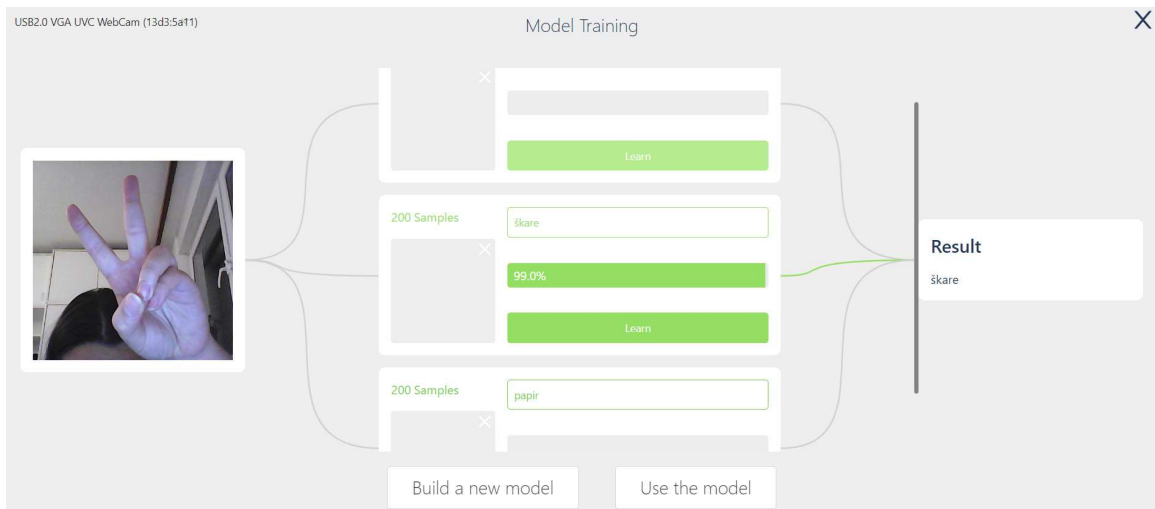 USB2.0 VGA UVC WebCam (13d3:5a11)
Model Training
X
Learn
200 Samples
škare
99.0%
Learn
200 Samples
papir
Result
škare
Build a new model
Use the model